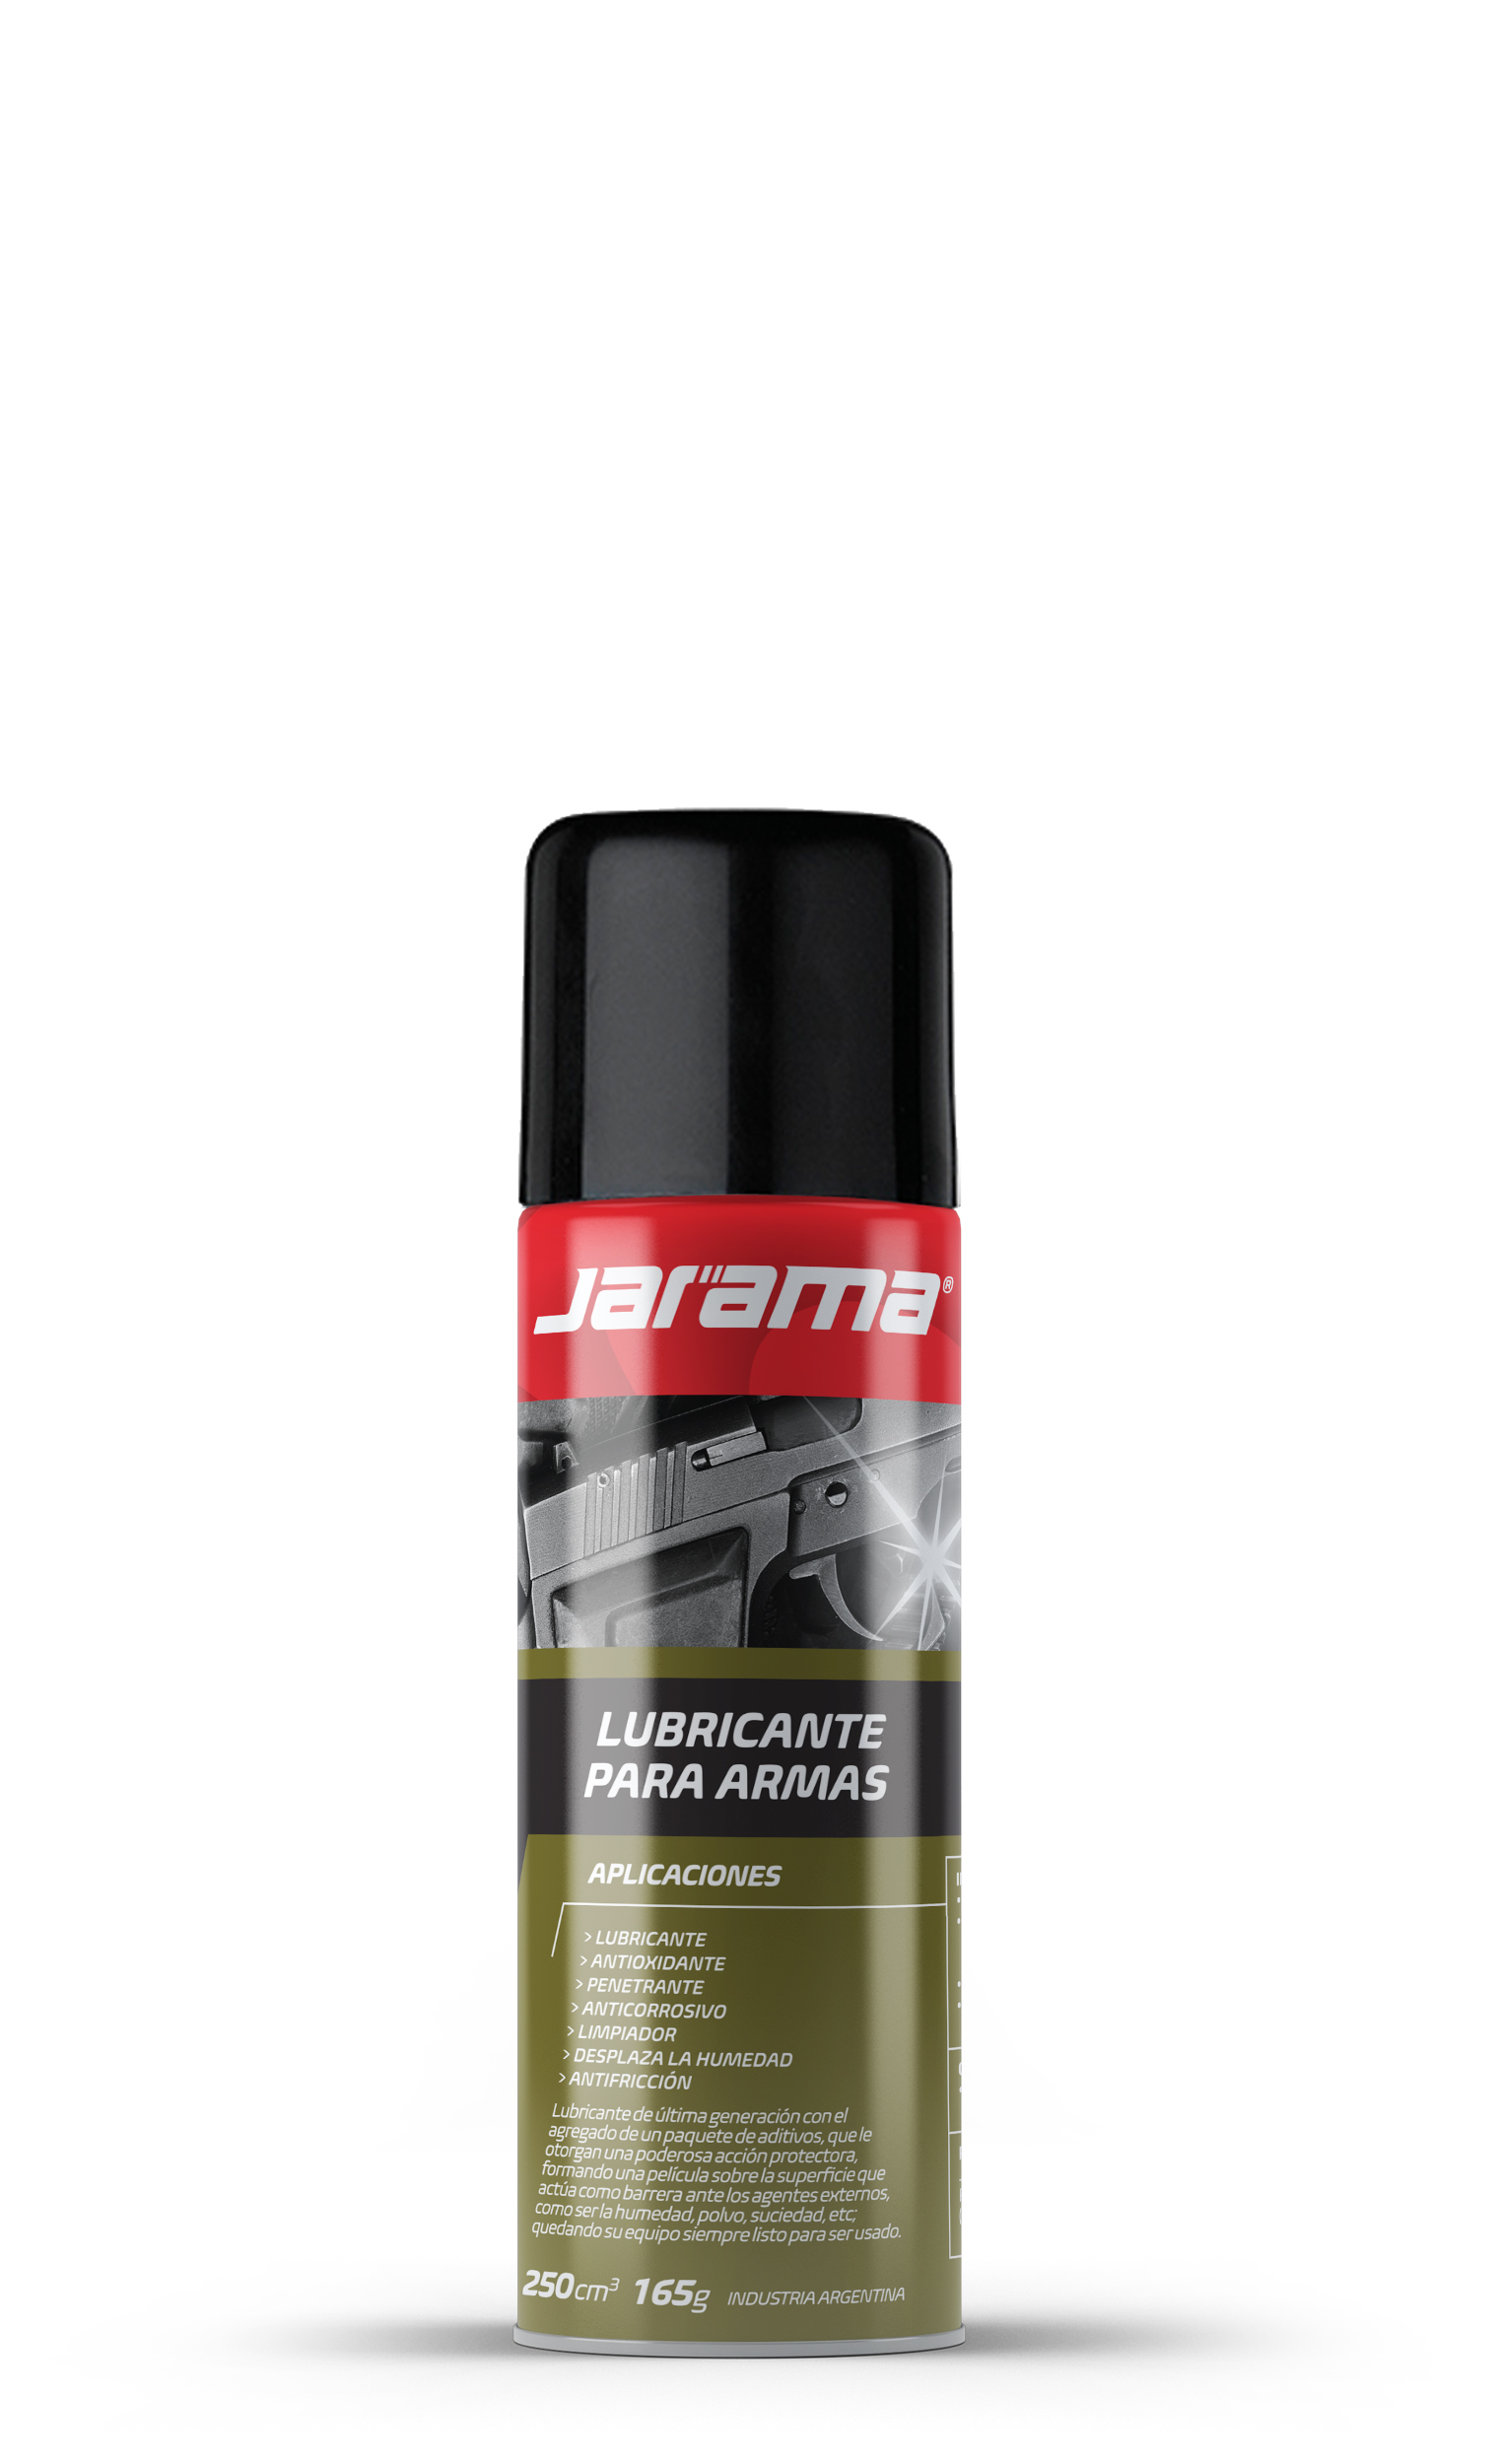 Jarama®
LUBRICANTE
PARA ARMAS
APLICACIONES
> LUBRICANTE
> ANTIOXIDANTE
> PENETRANTE
> ANTICORROSIVO
> LIMPIADOR
> DESPLAZA LA HUMEDAD
> ANTIFRICCIÓN
Lubricante de última generación con el
agregado de un paquete de aditivos, que le
otorgan una poderosa acción protectora,
formando una película sobre la superficie que
actúa como barrera ante los agentes externos,
como ser la humedad, polvo, suciedad, etc;
quedando su equipo siempre listo para ser usado.
250cm³ 165g INDUSTRIA ARGENTINA